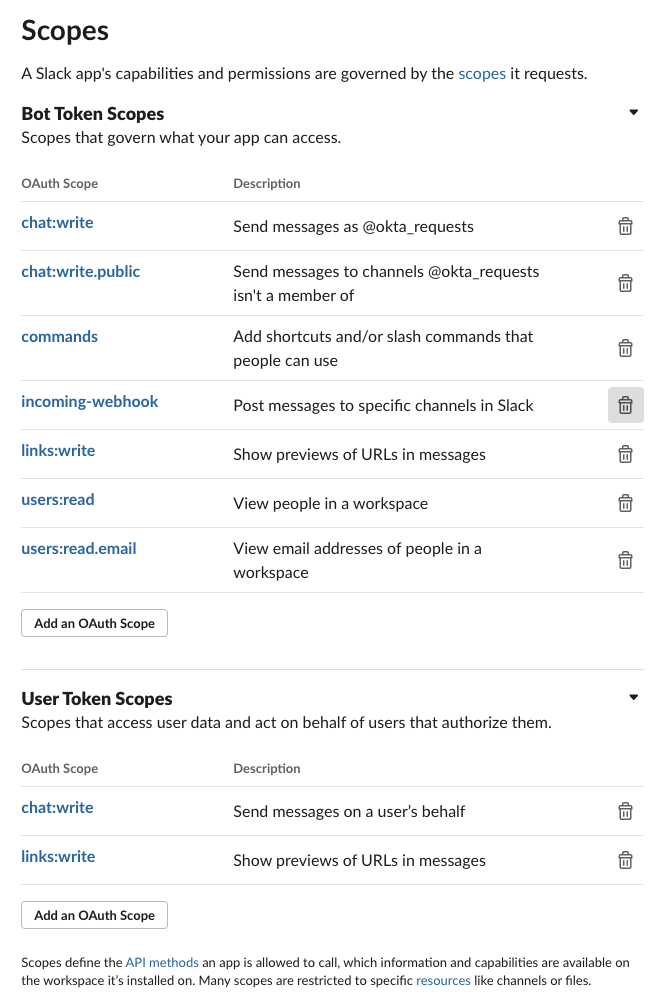 Scopes
A Slack app's capabilities and permissions are governed by the scopes it requests.
Bot Token Scopes
Scopes that govern what your app can access.
OAuth Scope Description
chat:write Send messages as @okta_requests
chat:write.public Send messages to channels @okta_requests
isn't a member of
commands Add shortcuts and/or slash commands that
people can use
incoming-webhook Post messages to specific channels in Slack
links:write Show previews of URLs in messages
users:read View people in a workspace
users:read.email View email addresses of people in a
workspace
Add an OAuth Scope
User Token Scopes
Scopes that access user data and act on behalf of users that authorize them.
OAuth Scope Description
chat:write Send messages on a user’s behalf
links:write Show previews of URLs in messages
Add an OAuth Scope
Scopes define the API methods an app is allowed to call, which information and capabilities are available on
the workspace it’s installed on. Many scopes are restricted to specific resources like channels or files.